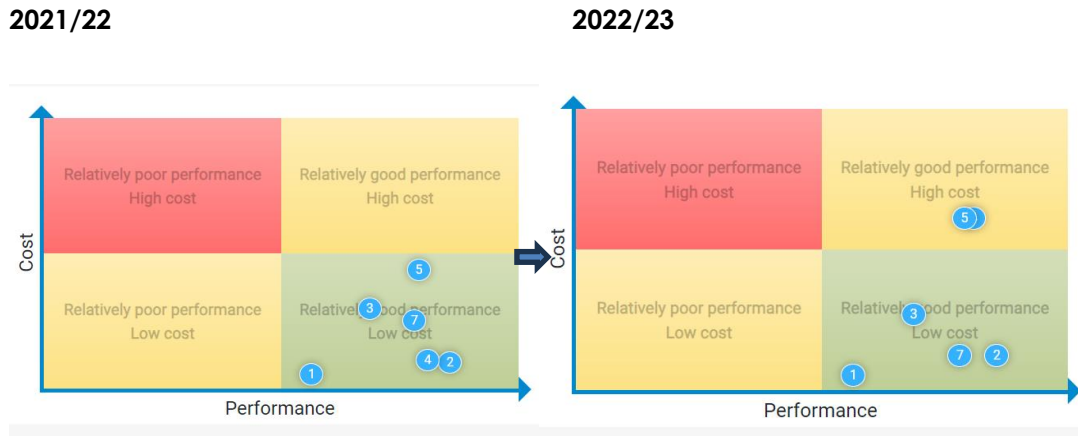 2021/22
2022/23
Relatively poor performance
High cost
Relatively good performance
High cost
Relatively poor performance
Low cost
Relatively good performance
Low cost
5
3
7
4
2
1
Cost
Performance
Relatively poor performance
High cost
Relatively good performance
High cost
Relatively poor performance
Low cost
Relatively good performance
Low cost
5
3
7
2
1
Cost
Performance